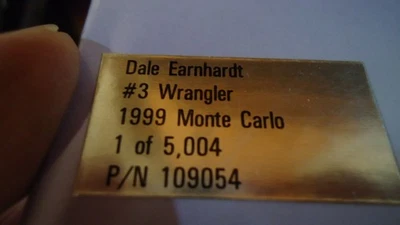 Dale Earnhardt
#3 Wrangler
1999 Monte Carlo
1 of 5,004
P/N 109054